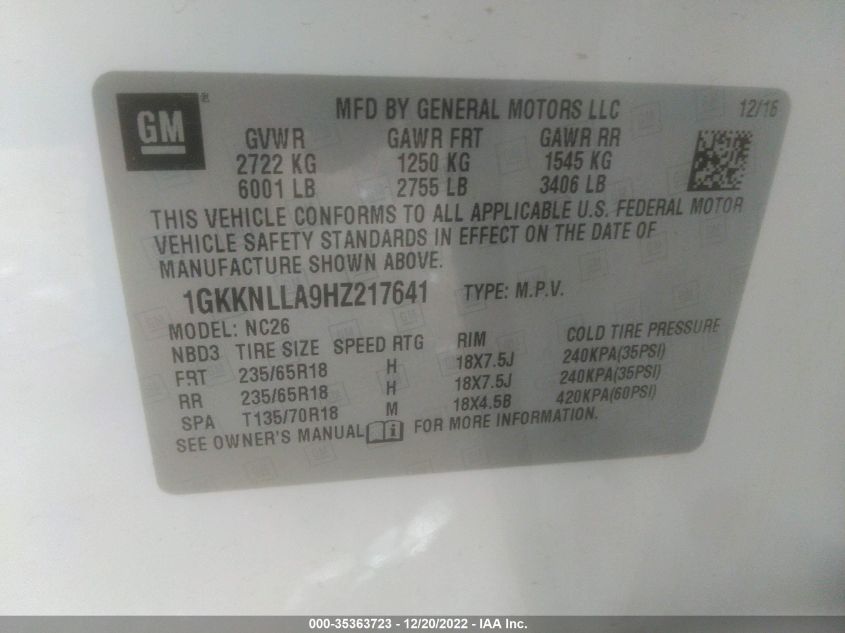 GM
MFD BY GENERAL MOTORS LLC 12/16
GVWR GAWR FRT GAWR RR
2722 KG 1250 KG 1545 KG
6001 LB 2755 LB 3406 LB
THIS VEHICLE CONFORMS TO ALL APPLICABLE U.S. FEDERAL MOTOR
VEHICLE SAFETY STANDARDS IN EFFECT ON THE DATE OF
MANUFACTURE SHOWN ABOVE.
1GKKNLLA9HZ217641 TYPE: M.P.V.
MODEL: NC26
NBD3 TIRE SIZE SPEED RTG RIM COLD TIRE PRESSURE
FRT 235/65R18 H 18X7.5J 240KPA(35PSI)
RR 235/65R18 H 18X7.5J 240KPA(35PSI)
SPA T135/70R18 M 18X4.5B 420KPA(60PSI)
SEE OWNER'S MANUAL FOR MORE INFORMATION.
000-35363723 - 12/20/2022 - IAA Inc.